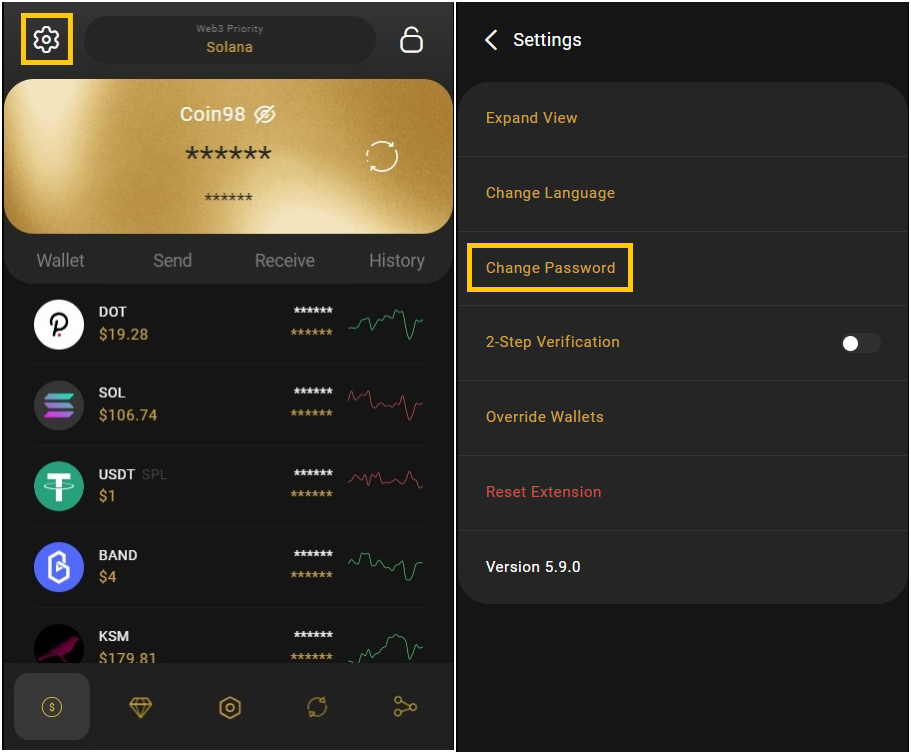 Web3 Priority
Solana
Coin98
******
******
Wallet Send Receive History
DOT ******
$19.28 ******
SOL ******
$106.74 ******
USDT SPL ******
$1 ******
BAND ******
$4 ******
KSM ******
$179.81 ******
$
Settings
Expand View
Change Language
Change Password
2-Step Verification
Override Wallets
Reset Extension
Version 5.9.0